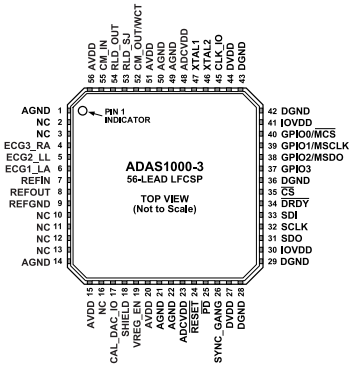 56 AVDD
55 CM_IN
54 RLD_OUT
53 RLD_SJ
52 CM_OUT/WCT
51 AVDD
50 AGND
49 AGND
48 ADCVDD
47 XTAL1
46 XTAL2
45 CLK_IO
44 DVDD
43 DGND
AGND 1
NC 2
NC 3
ECG3_RA 4
ECG2_LL 5
ECG1_LA 6
REFIN 7
REFOUT 8
REFGND 9
NC 10
NC 11
NC 12
NC 13
AGND 14
PIN 1
INDICATOR
ADAS1000-3
56-LEAD LFCSP
TOP VIEW
(Not to Scale)
42 DGND
41 IOVDD
40 GPIO0/MCS
39 GPIO1/MSCLK
38 GPIO2/MSDO
37 GPIO3
36 DGND
35 CS
34 DRDY
33 SDI
32 SCLK
31 SDO
30 IOVDD
29 DGND
AVDD 15
NC 16
CAL_DAC_IO 17
SHIELD 18
VREG_EN 19
AVDD 20
AGND 21
AGND 22
ADCVDD 23
RESET 24
PD 25
SYNC_GANG 26
DVDD 27
DGND 28